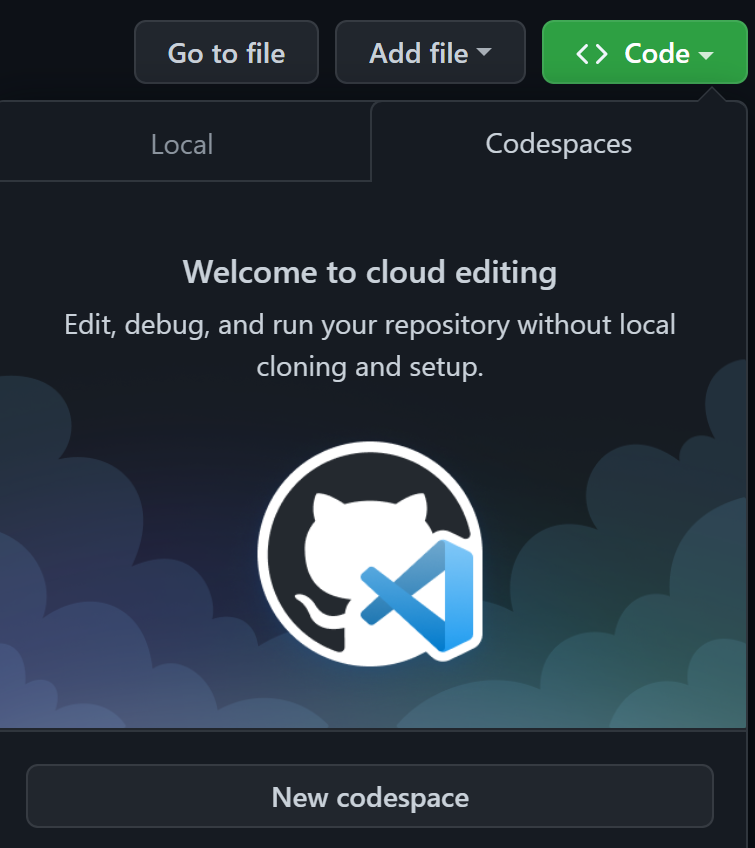 Go to file
Add file
Code
Local
Codespaces
Welcome to cloud editing
Edit, debug, and run your repository without local
cloning and setup.
New codespace